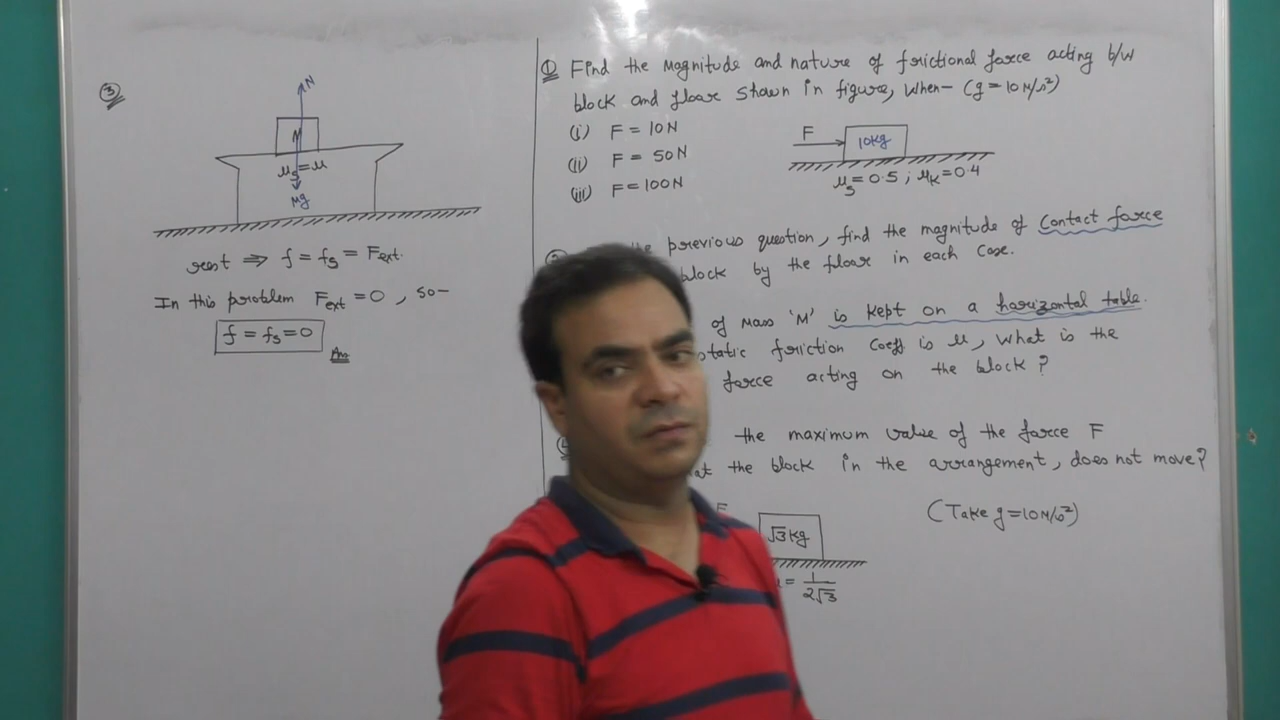 ③
N
M
μs=μ
Mg
rest ⇒ f = fs = Fext.
In this problem Fext = 0 , so-
f = fs = 0
Ans
① Find the Magnitude and nature of frictional force acting b/w
block and floor shown in figure, when- (g = 10 N/s²)
(i) F = 10 N
(ii) F = 50 N
(iii) F = 100 N
F
10kg
μs = 0.5 ; μK = 0.4
previous question, find the magnitude of Contact force
block by the floor in each case.
of Mass 'M' is kept on a horizontal table.
static friction Coeff is μ, what is the
force acting on the block ?
the maximum value of the force F
the block in the arrangement, does not move?
F
√3 kg
(Take g = 10 M/s²)
= 1/2√3